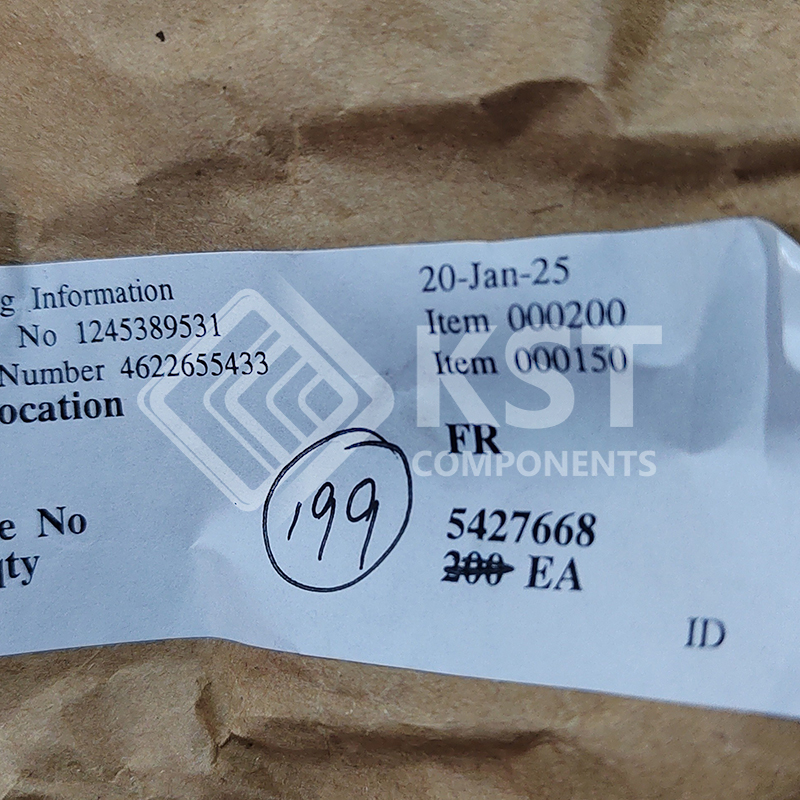 g Information 20-Jan-25
No 1245389531 Item 000200
Number 4622655433 Item 000150
ocation
FR
KST
COMPONENTS
199
e No 5427668
qty 200 EA
ID